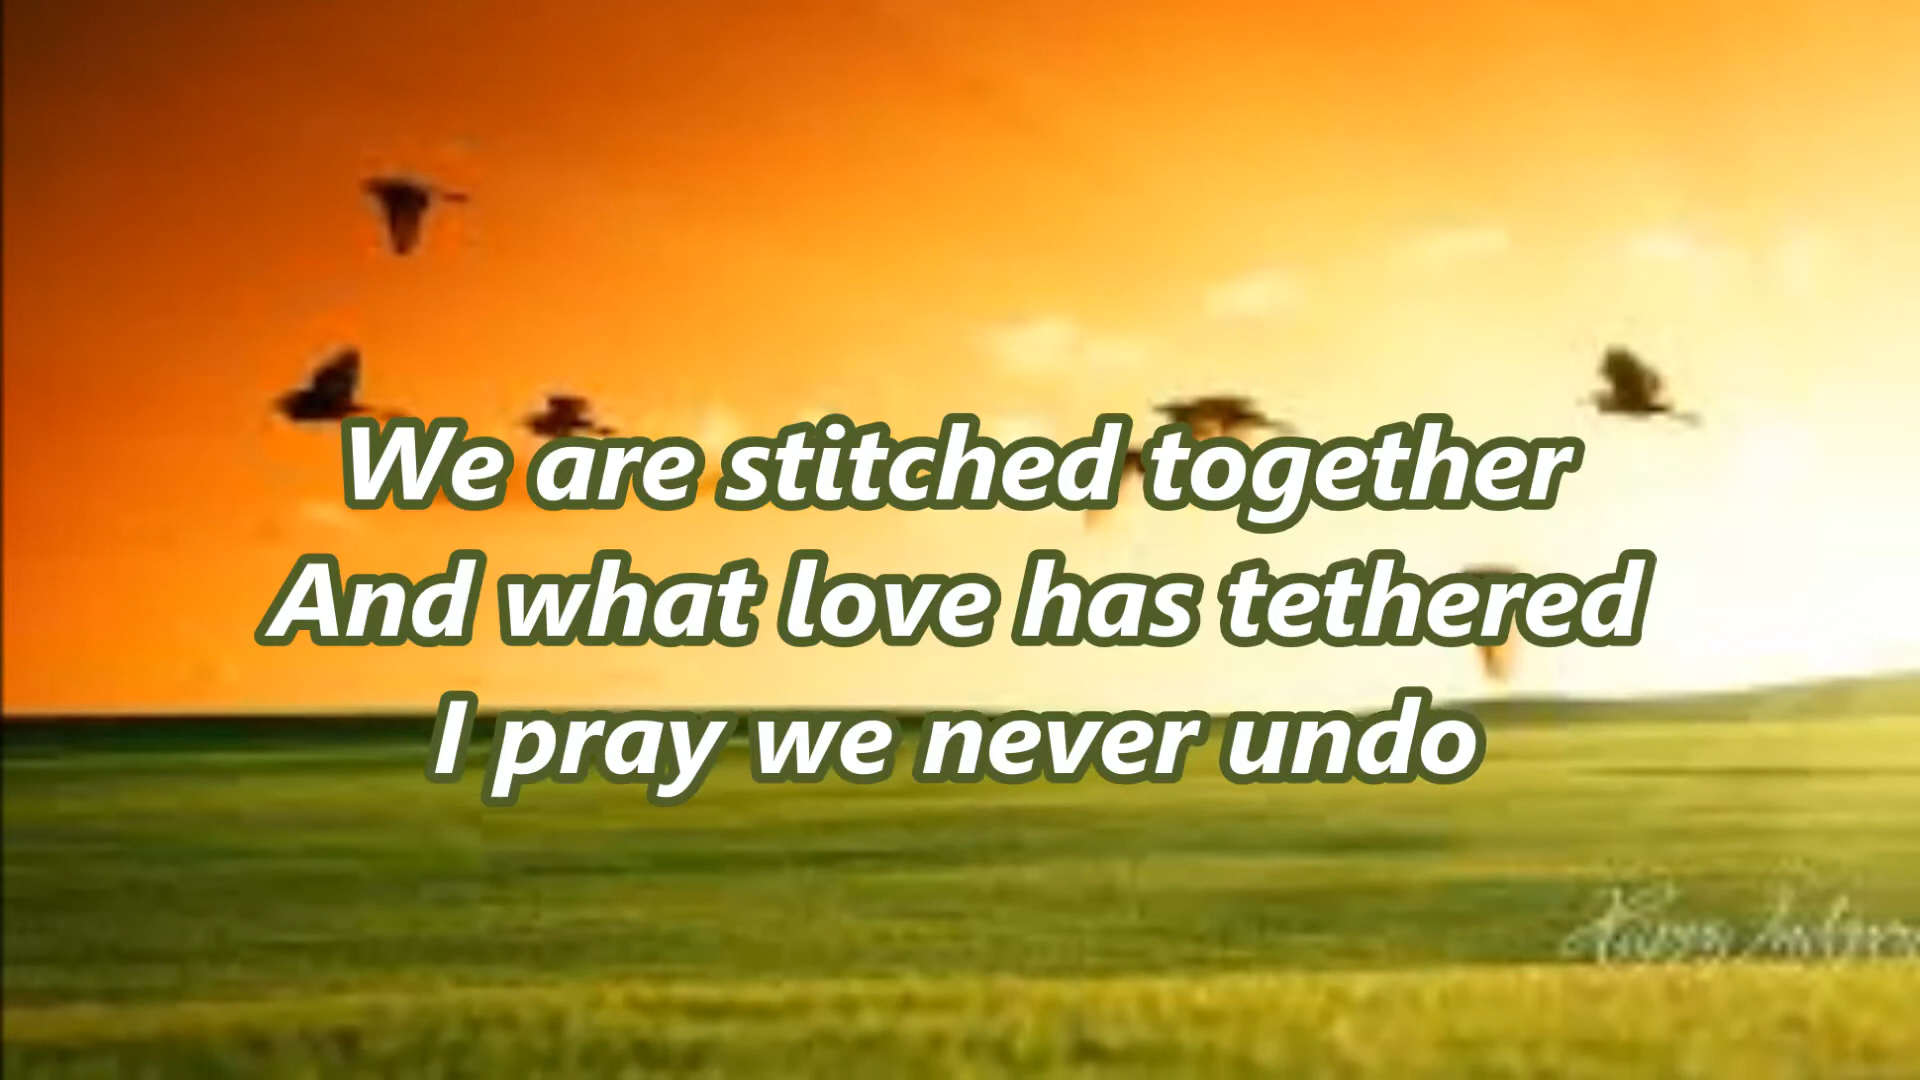 We are stitched together
And what love has tethered
I pray we never undo